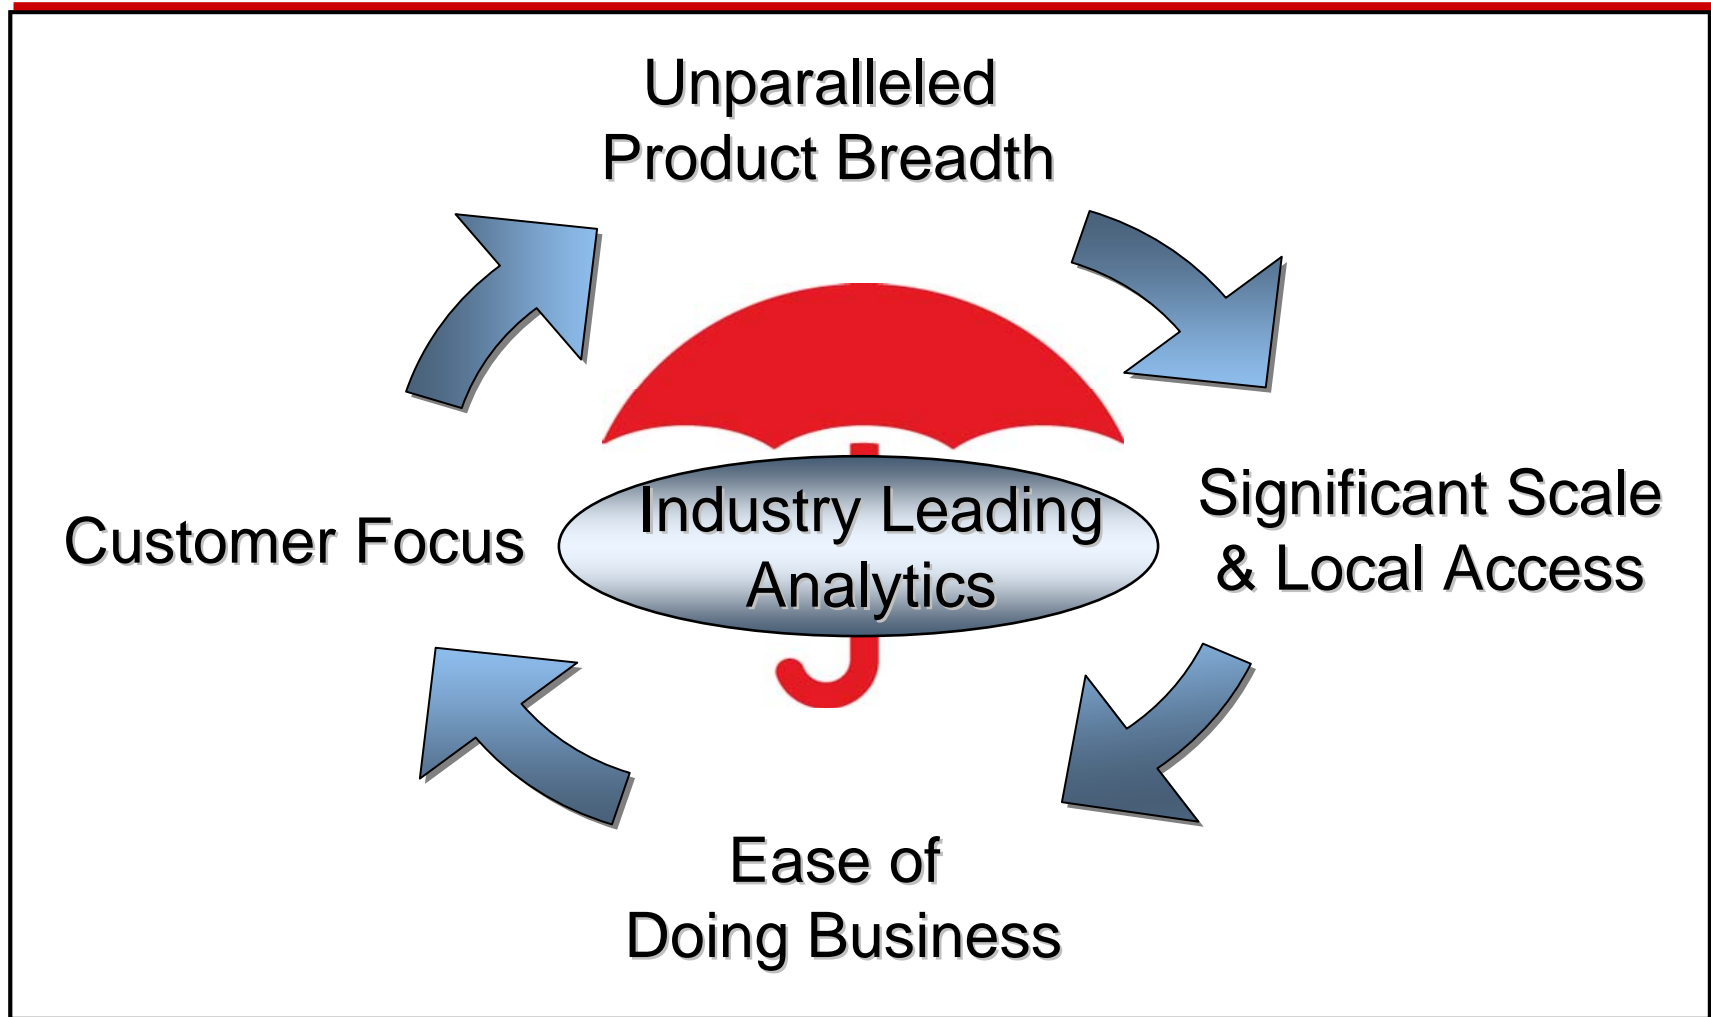 Unparalleled
Product Breadth
Customer Focus
Industry Leading
Analytics
Significant Scale
& Local Access
Ease of
Doing Business